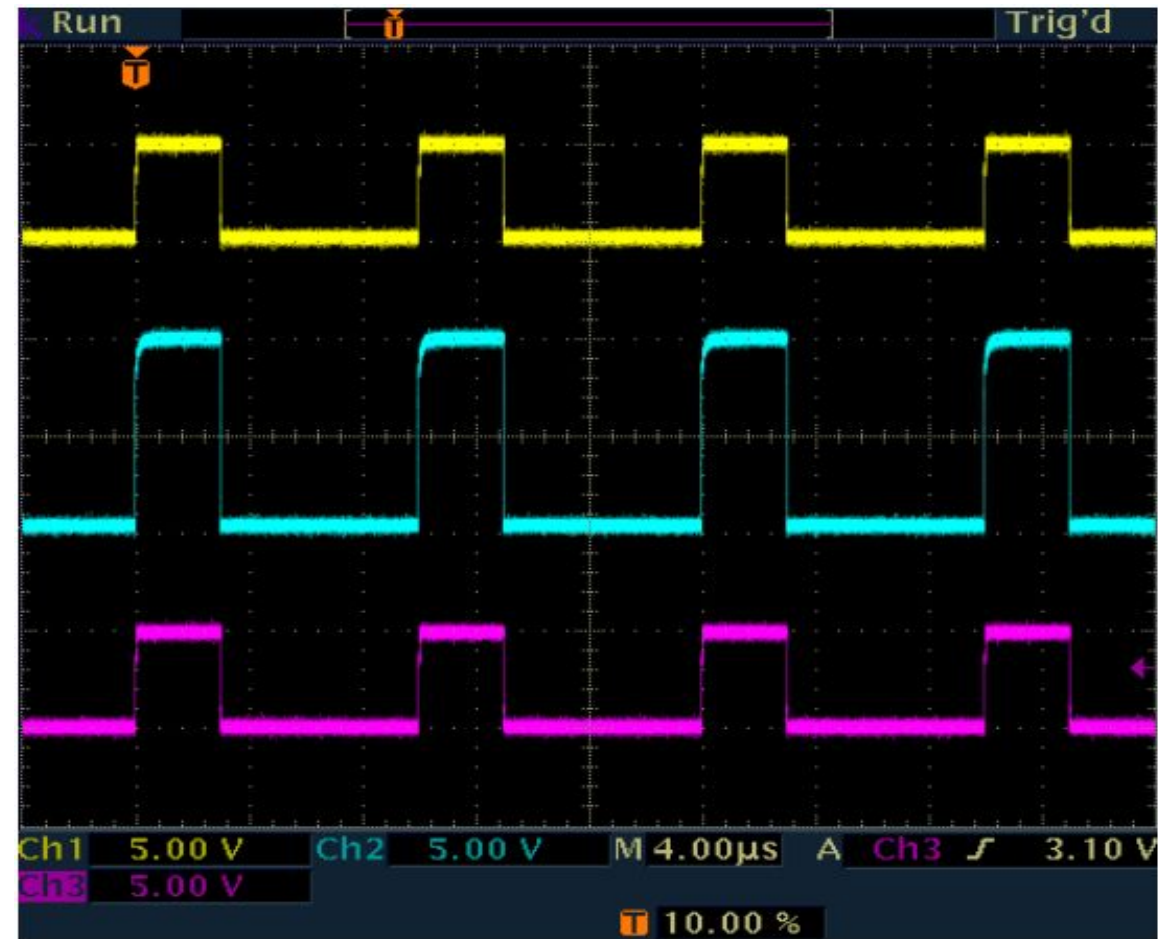 Run Trig'd
T
T
Ch1 5.00 V Ch2 5.00 V M 4.00µs A Ch3 3.10 V
Ch3 5.00 V
T 10.00 %